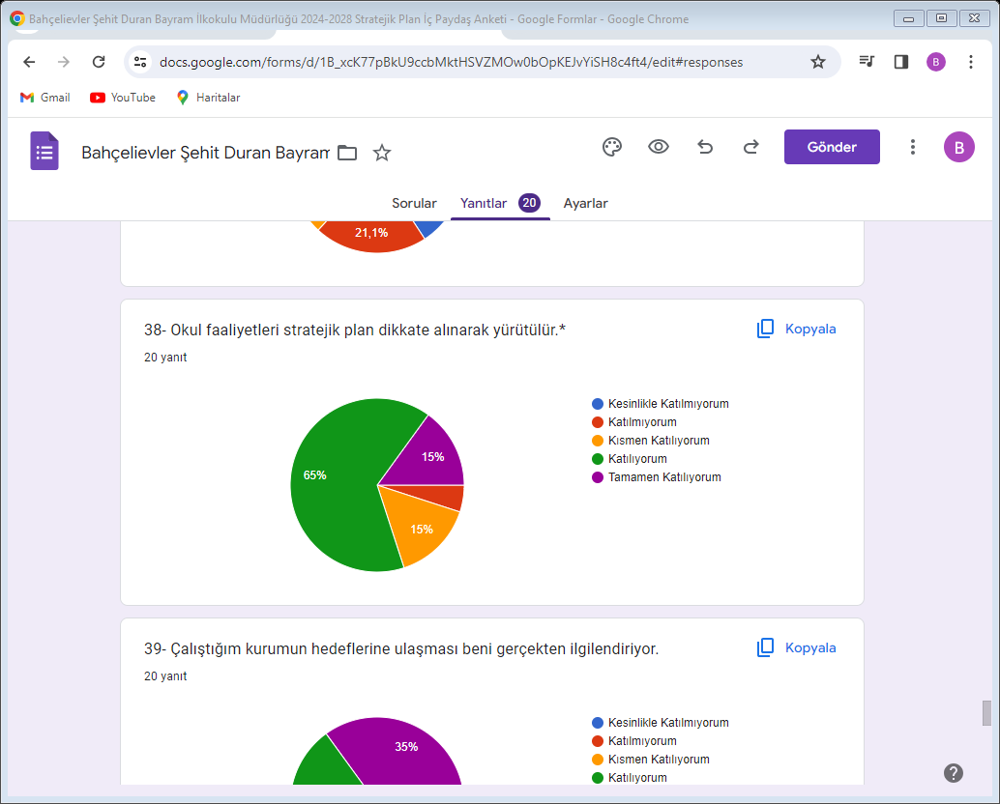 Bahçelievler Şehit Duran Bayram İlkokulu Müdürlüğü 2024-2028 Stratejik Plan İç Paydaş Anketi - Google Formlar - Google Chrome
docs.google.com/forms/d/1B_xcK77pBkU9ccbMktHSVZMOw0bOpKEJvYiSH8c4ft4/edit#responses
B
Gmail YouTube Haritalar
Bahçelievler Şehit Duran Bayram
Gönder
B
Sorular Yanıtlar 20 Ayarlar
21,1%
38- Okul faaliyetleri stratejik plan dikkate alınarak yürütülür.*
Kopyala
20 yanıt
Kesinlikle Katılmıyorum
Katılmıyorum
Kısmen Katılıyorum
Katılıyorum
Tamamen Katılıyorum
15%
65%
15%
39- Çalıştığım kurumun hedeflerine ulaşması beni gerçekten ilgilendiriyor.
Kopyala
20 yanıt
Kesinlikle Katılmıyorum
Katılmıyorum
Kısmen Katılıyorum
Katılıyorum
35%